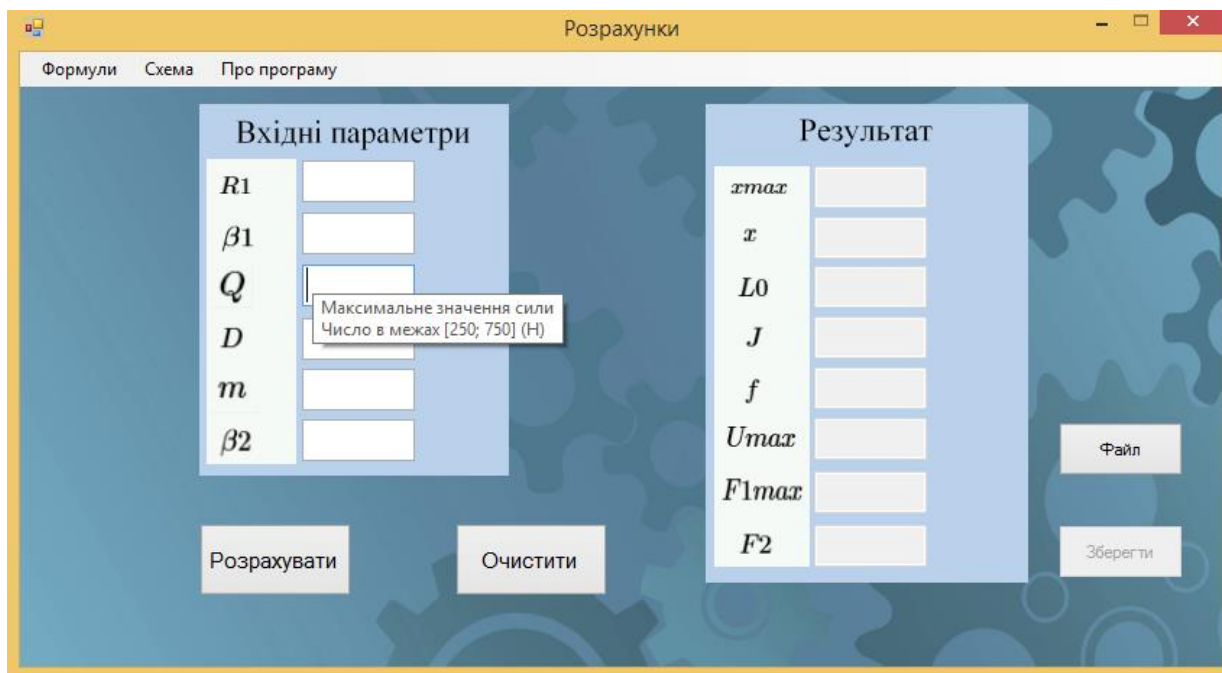 Розрахунки
Формули Схема Про програму
Вхідні параметри
R1
β1
Q
Максимальне значення сили
Число в межах [250; 750] (Н)
D
m
β2
Розрахувати
Очистити
Результат
xmax
x
L0
J
f
Umax
F1max
F2
Файл
Зберегти